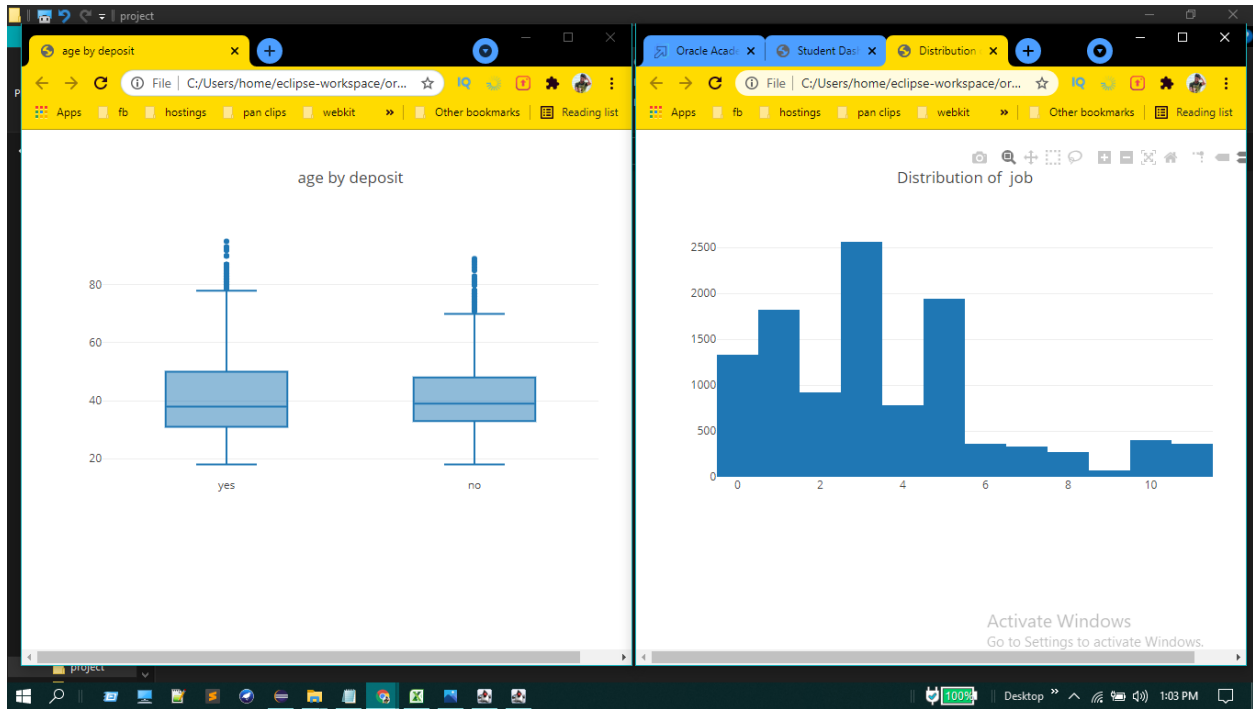 project
age by deposit
File | C:/Users/home/eclipse-workspace/or...
IQ
Apps fb hostings pan clips webkit » Other bookmarks Reading list
age by deposit
80
60
40
20
yes no
Oracle Acad Student Das Distribution
File | C:/Users/home/eclipse-workspace/or...
IQ
Apps fb hostings pan clips webkit » Other bookmarks Reading list
Distribution of job
2500
2000
1500
1000
500
0
0 2 4 6 8 10
Activate Windows
Go to Settings to activate Windows.
project
100% Desktop » 1:03 PM